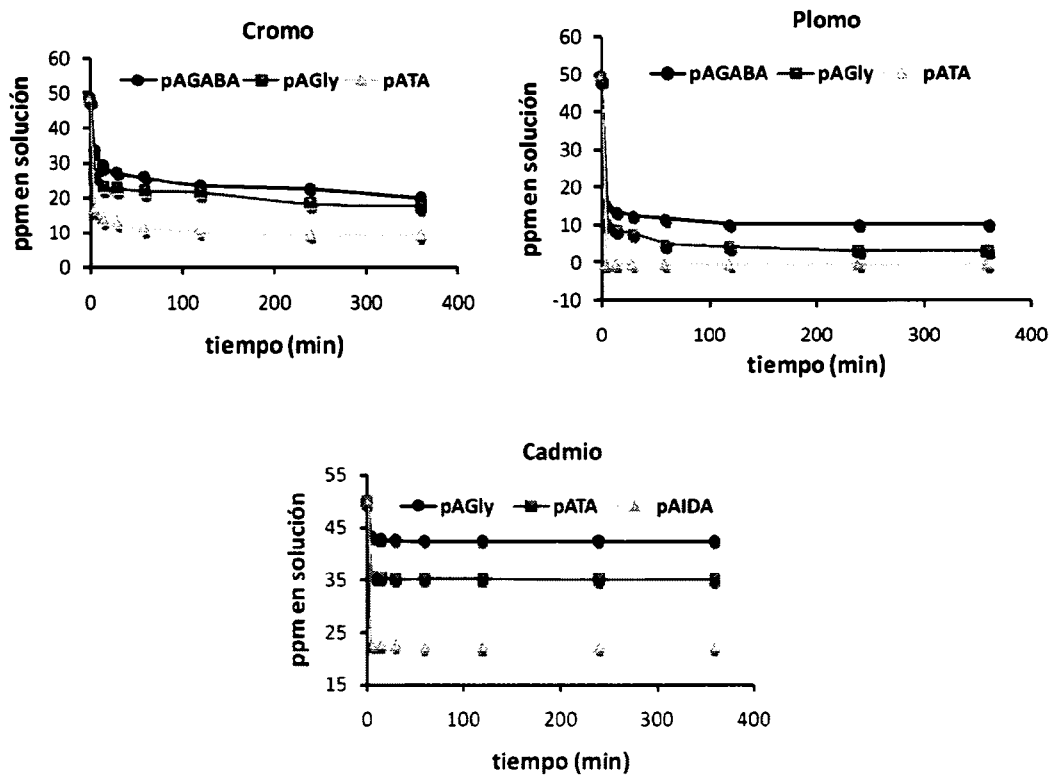 Cromo
60
50
40
30
20
10
0
pAGABA pAGly pATA
ppm en solución
0 100 200 300 400
tiempo (min)
Plomo
60
50
40
30
20
10
0
-10
pAGABA pAGly pATA
ppm en solución
0 100 200 300 400
tiempo (min)
Cadmio
55
45
35
25
15
pAGly pATA pAIDA
ppm en solución
0 100 200 300 400
tiempo (min)